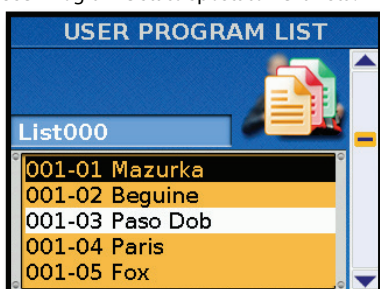 USER PROGRAM LIST
List000
001-01 Mazurka
001-02 Beguine
001-03 Paso Dob
001-04 Paris
001-05 Fox